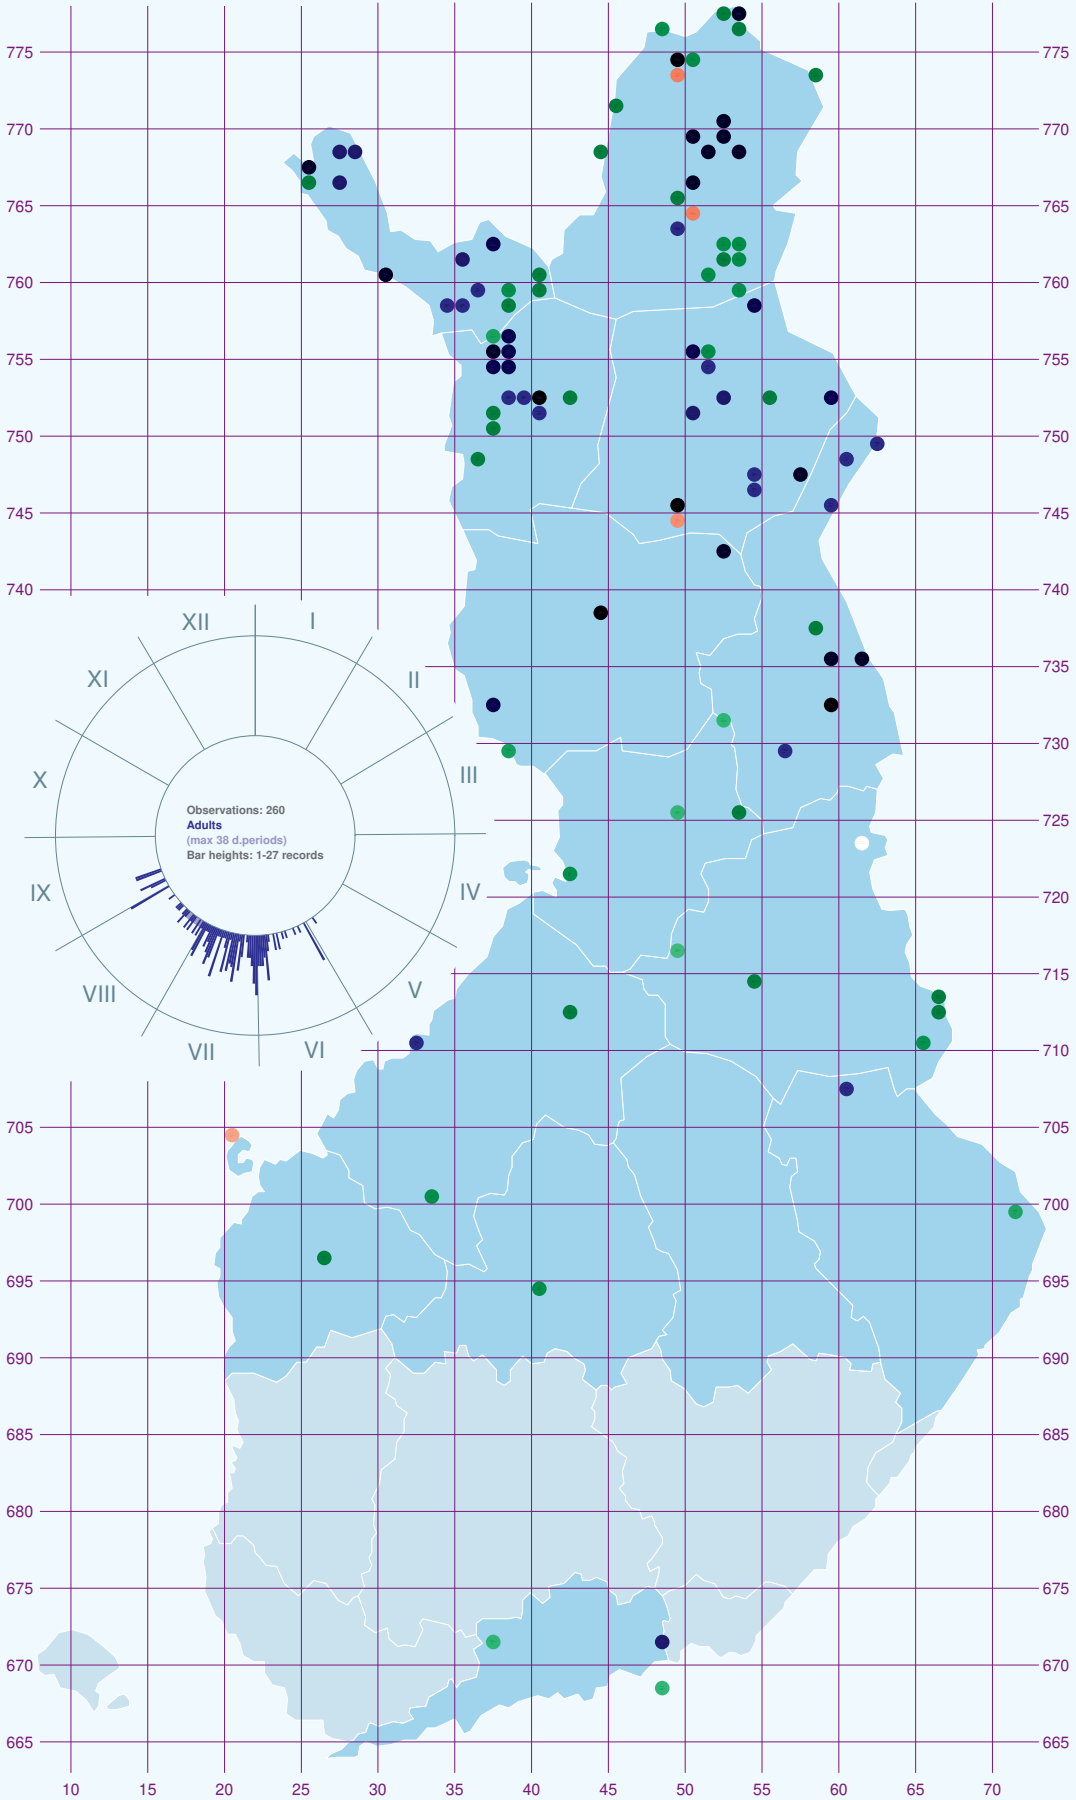 775 775
770 770
765 765
760 760
755 755
750 750
745 745
740 740
XII I
XI II
735
730
X III
Observations: 260
Adults
(max 38 d.periods)
Bar heights: 1-27 records
725
IX IV
720
VIII V
715
VII VI
710
705 705
700 700
695 695
690 690
685 685
680 680
675 675
670 670
665 665
10 15 20 25 30 35 40 45 50 55 60 65 70